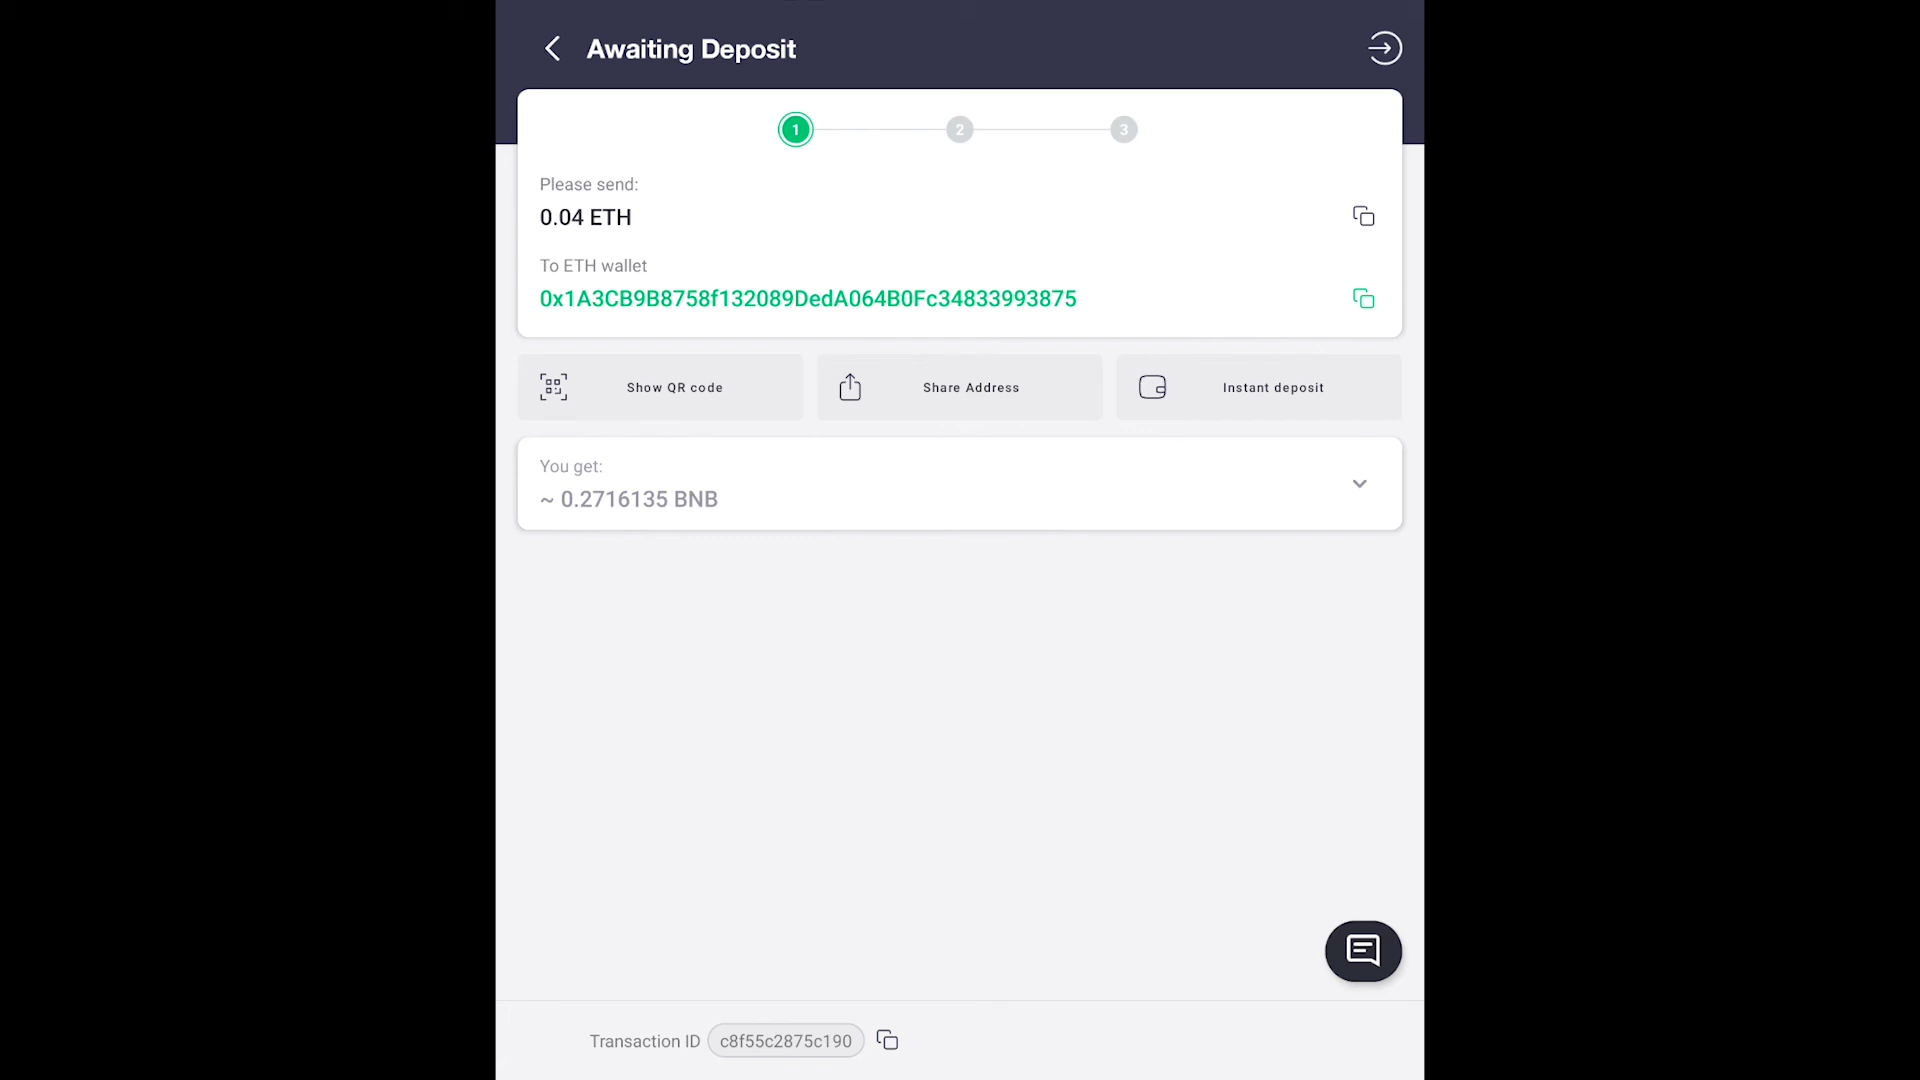 Awaiting Deposit
1 2 3
Please send:
0.04 ETH
To ETH wallet
0x1A3CB9B8758f132089DedA064B0Fc34833993875
Show QR code
Share Address
Instant deposit
You get:
~ 0.2716135 BNB
Transaction ID c8f55c2875c190